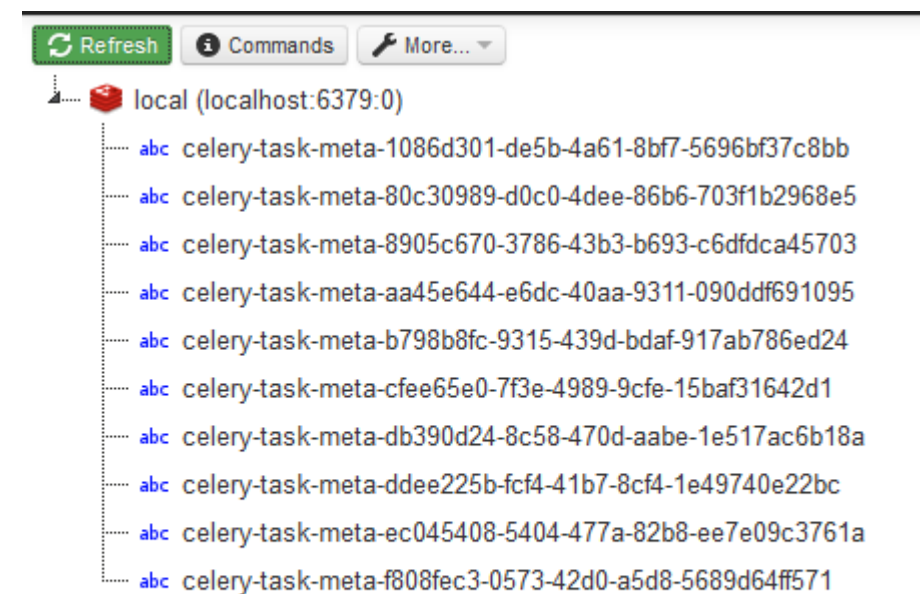 Refresh Commands More...
local (localhost:6379:0)
abc celery-task-meta-1086d301-de5b-4a61-8bf7-5696bf37c8bb
abc celery-task-meta-80c30989-d0c0-4dee-86b6-703f1b2968e5
abc celery-task-meta-8905c670-3786-43b3-b693-c6dfdca45703
abc celery-task-meta-aa45e644-e6dc-40aa-9311-090ddf691095
abc celery-task-meta-b798b8fc-9315-439d-bdaf-917ab786ed24
abc celery-task-meta-cfee65e0-7f3e-4989-9cfe-15baf31642d1
abc celery-task-meta-db390d24-8c58-470d-aabe-1e517ac6b18a
abc celery-task-meta-ddee225b-fcf4-41b7-8cf4-1e49740e22bc
abc celery-task-meta-ec045408-5404-477a-82b8-ee7e09c3761a
abc celery-task-meta-f808fec3-0573-42d0-a5d8-5689d64ff571